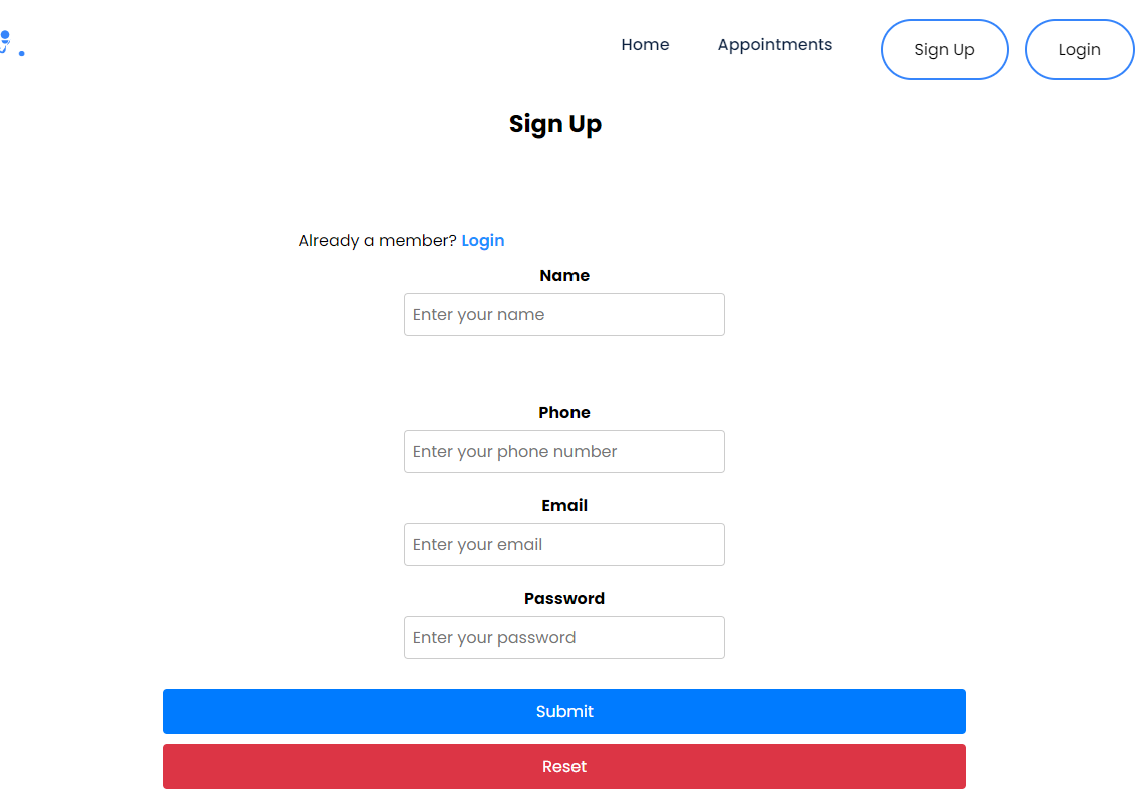 Home Appointments Sign Up Login
Sign Up
Already a member? Login
Name
Enter your name
Phone
Enter your phone number
Email
Enter your email
Password
Enter your password
Submit
Reset